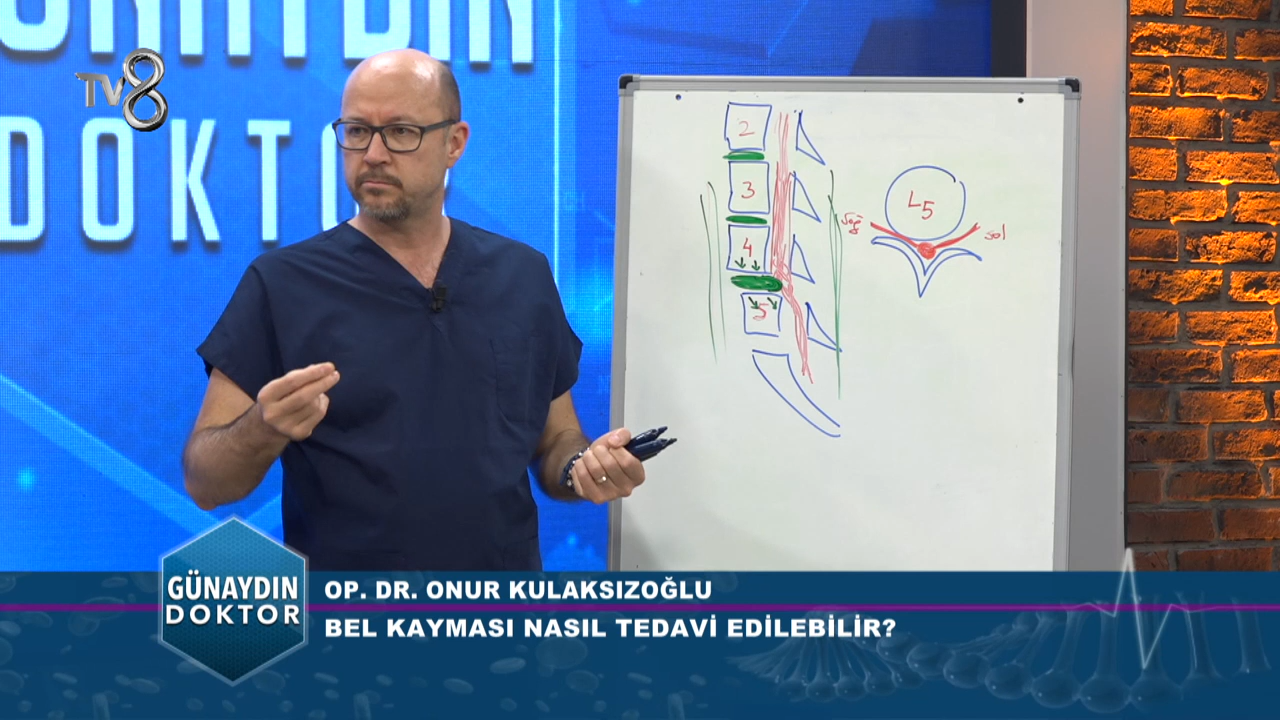 GÜNAYDIN
DOKTOR
TV8
2
3
4
5
L5
sağ
sol
GÜNAYDIN
DOKTOR
OP. DR. ONUR KULAKSIZOĞLU
BEL KAYMASI NASIL TEDAVİ EDİLEBİLİR?